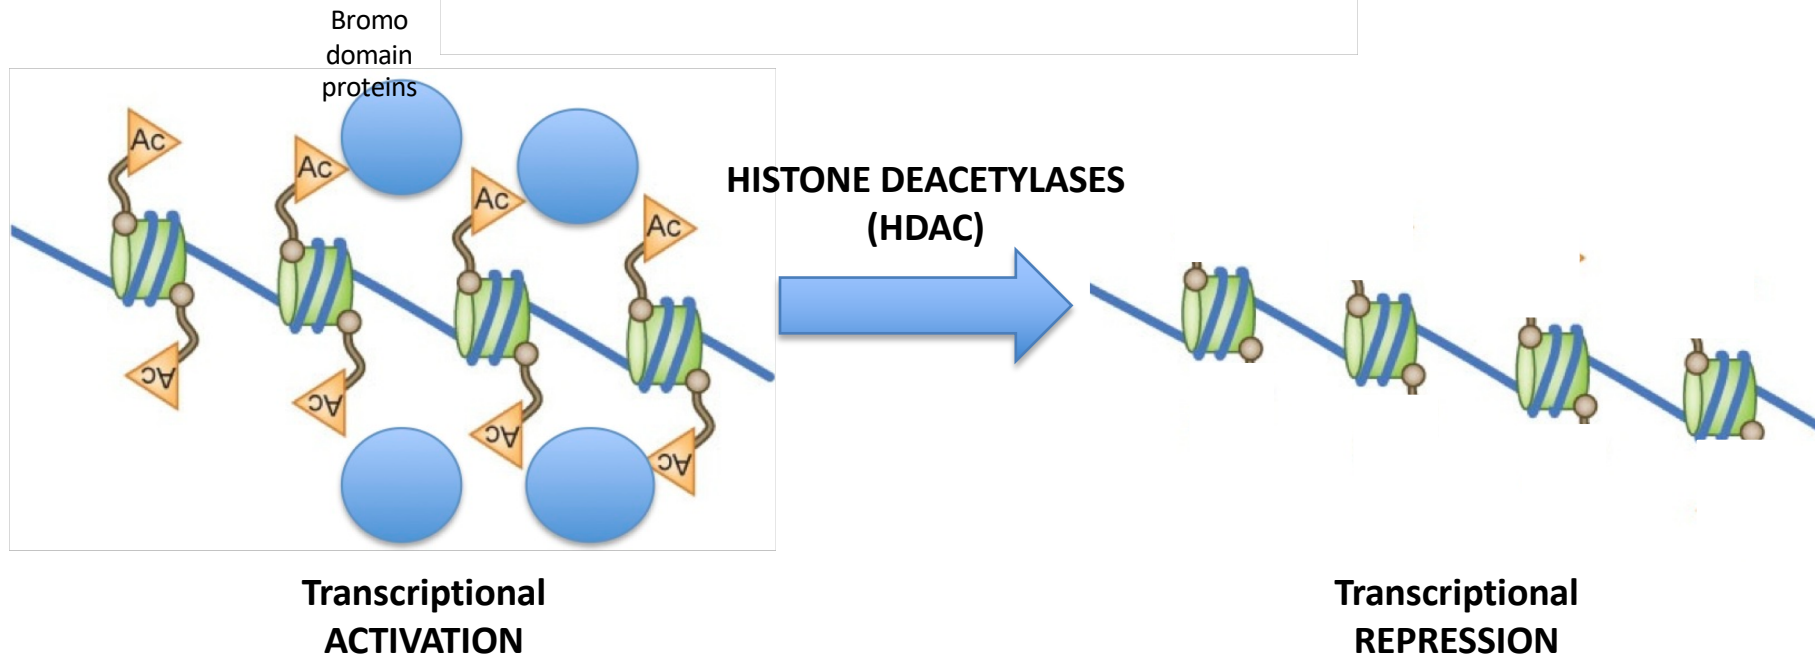 Bromo
domain
proteins
Ac
Ac
Ac
Ac
HISTONE DEACETYLASES
(HDAC)
Ac
Ac
Ac
Ac
Transcriptional
ACTIVATION
Transcriptional
REPRESSION